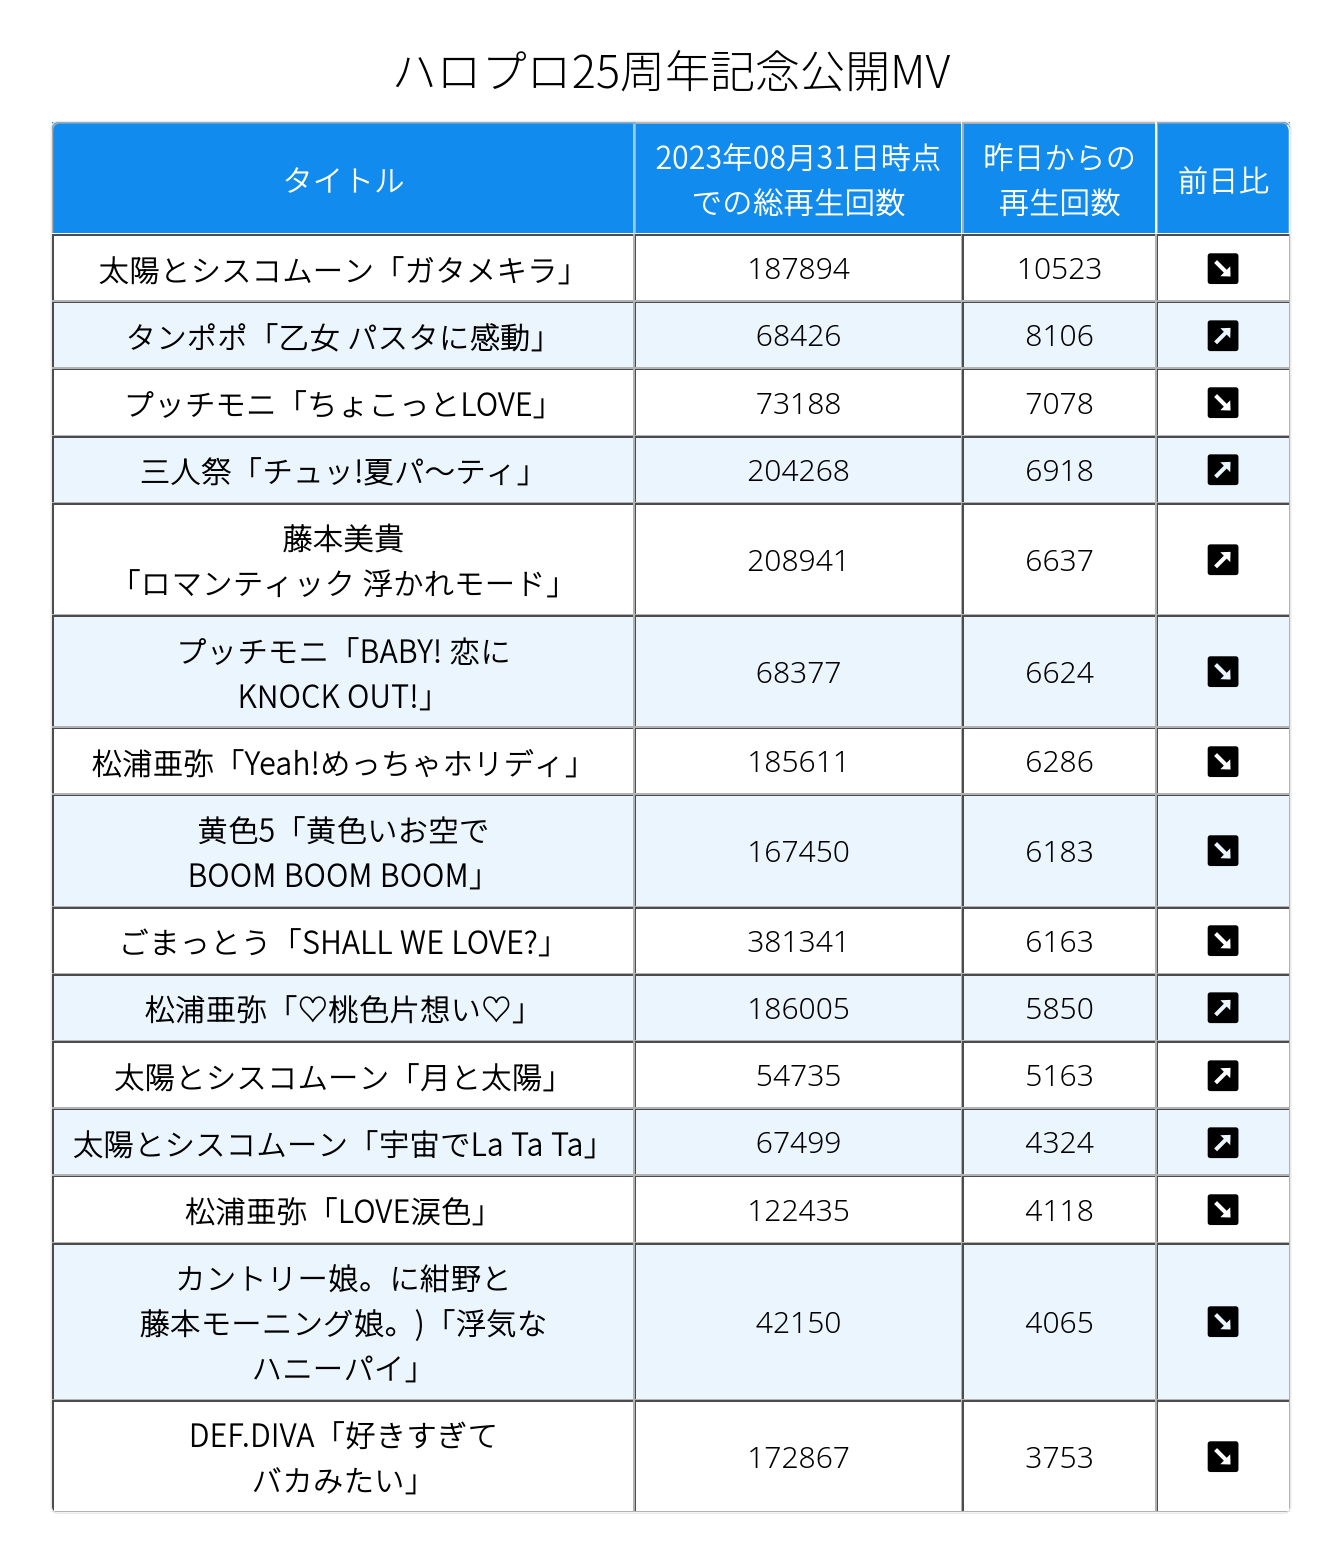 ハロプロ25周年記念公開MV
タイトル
2023年08月31日時点
での総再生回数
昨日からの
再生回数
前日比
太陽とシスコムーン「ガタメキラ」
187894
10523
↘
タンポポ「乙女 パスタに感動」
68426
8106
↗
プッチモニ「ちょこっとLOVE」
73188
7078
↘
三人祭「チュッ!夏パ〜ティ」
204268
6918
↗
藤本美貴
「ロマンティック 浮かれモード」
208941
6637
↗
プッチモニ「BABY! 恋に
KNOCK OUT!」
68377
6624
↘
松浦亜弥「Yeah!めっちゃホリディ」
185611
6286
↘
黄色5「黄色いお空で
BOOM BOOM BOOM」
167450
6183
↘
ごまっとう「SHALL WE LOVE?」
381341
6163
↘
松浦亜弥「♡桃色片想い♡」
186005
5850
↗
太陽とシスコムーン「月と太陽」
54735
5163
↗
太陽とシスコムーン「宇宙でLa Ta Ta」
67499
4324
↗
松浦亜弥「LOVE涙色」
122435
4118
↘
カントリー娘。に紺野と
藤本モーニング娘。)「浮気な
ハニーパイ」
42150
4065
↘
DEF.DIVA「好きすぎて
バカみたい」
172867
3753
↘